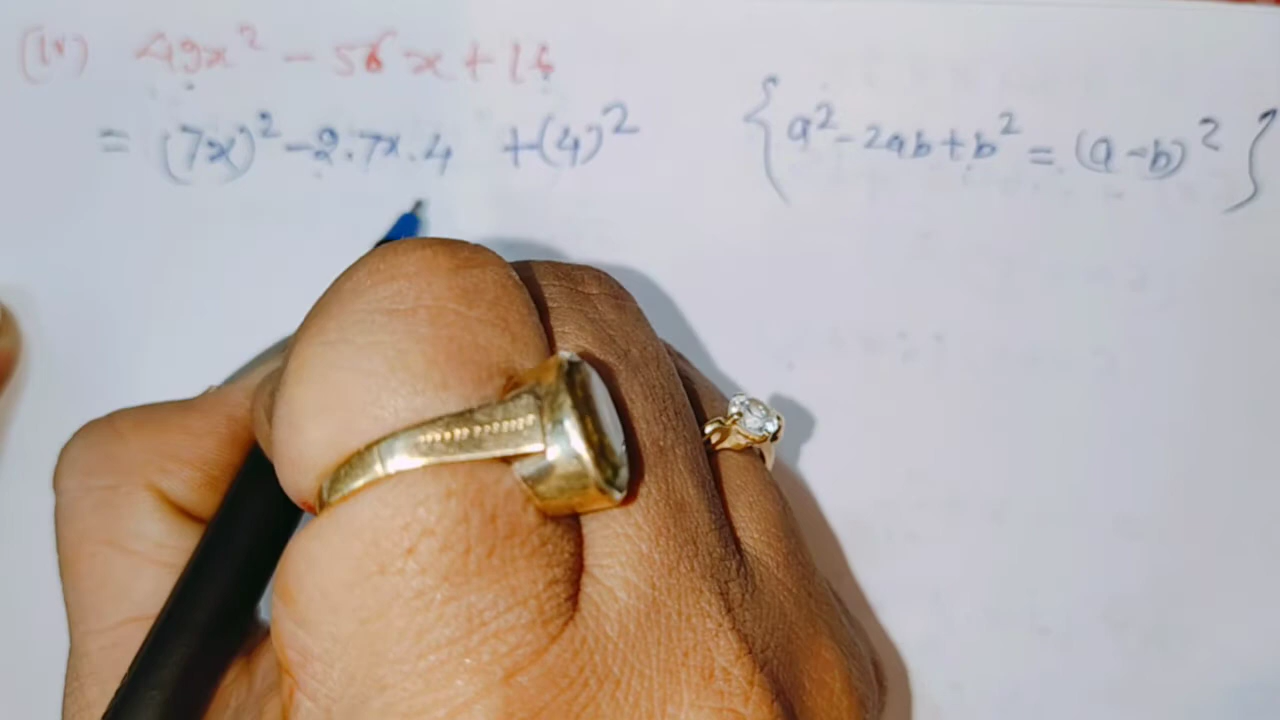 (iv) 49x² - 56x + 16
= (7x)² - 2.7x.4 + (4)² {a² - 2ab + b² = (a - b)²}